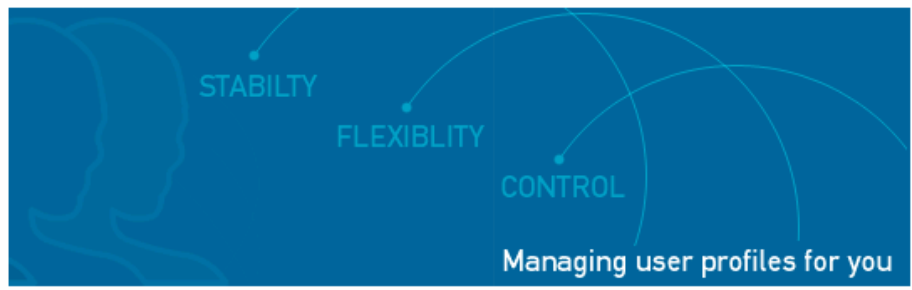 STABILTY
FLEXIBLITY
CONTROL
Managing user profiles for you